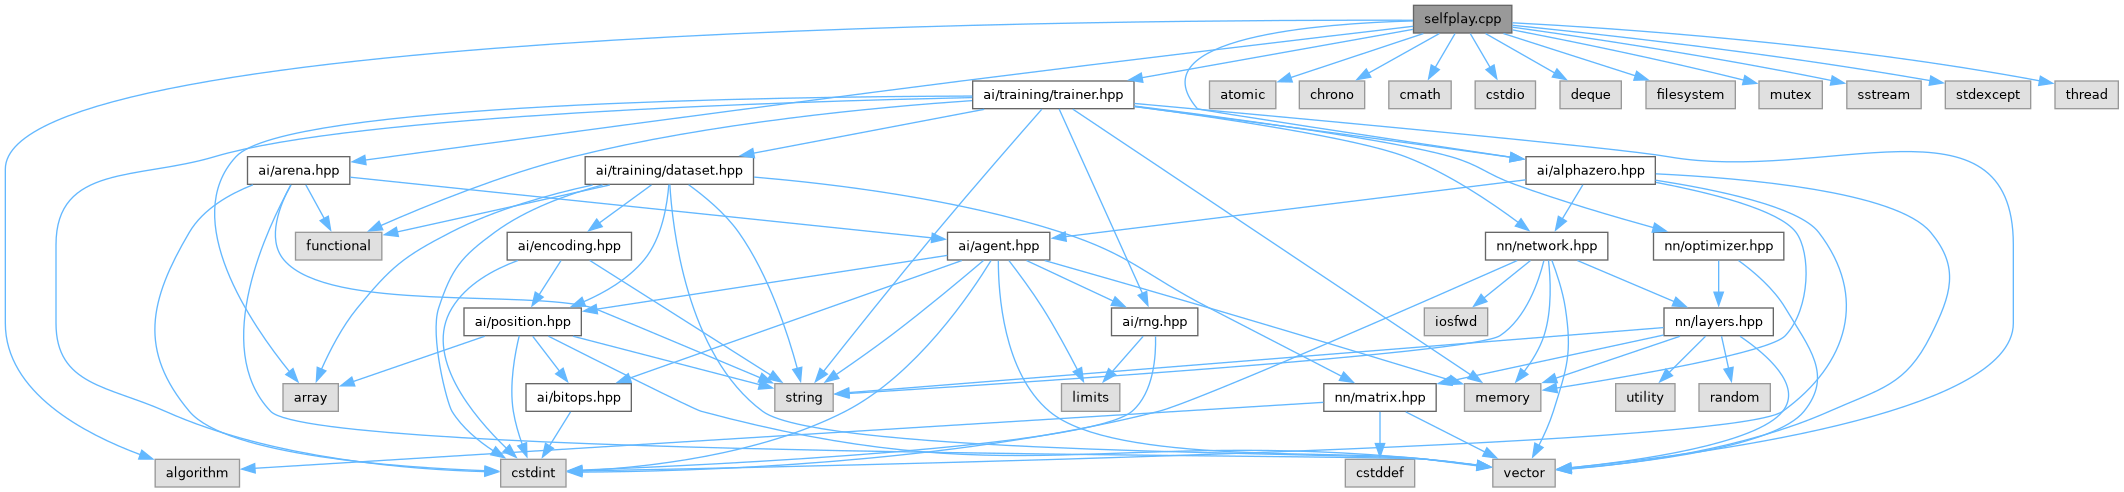 selfplay.cpp
ai/training/trainer.hpp
atomic
chrono
cmath
cstdio
deque
filesystem
mutex
sstream
stdexcept
thread
ai/arena.hpp
ai/training/dataset.hpp
ai/alphazero.hpp
functional
ai/encoding.hpp
ai/agent.hpp
nn/network.hpp
nn/optimizer.hpp
ai/position.hpp
ai/rng.hpp
iosfwd
nn/layers.hpp
array
ai/bitops.hpp
string
limits
nn/matrix.hpp
memory
utility
random
algorithm
cstdint
cstddef
vector